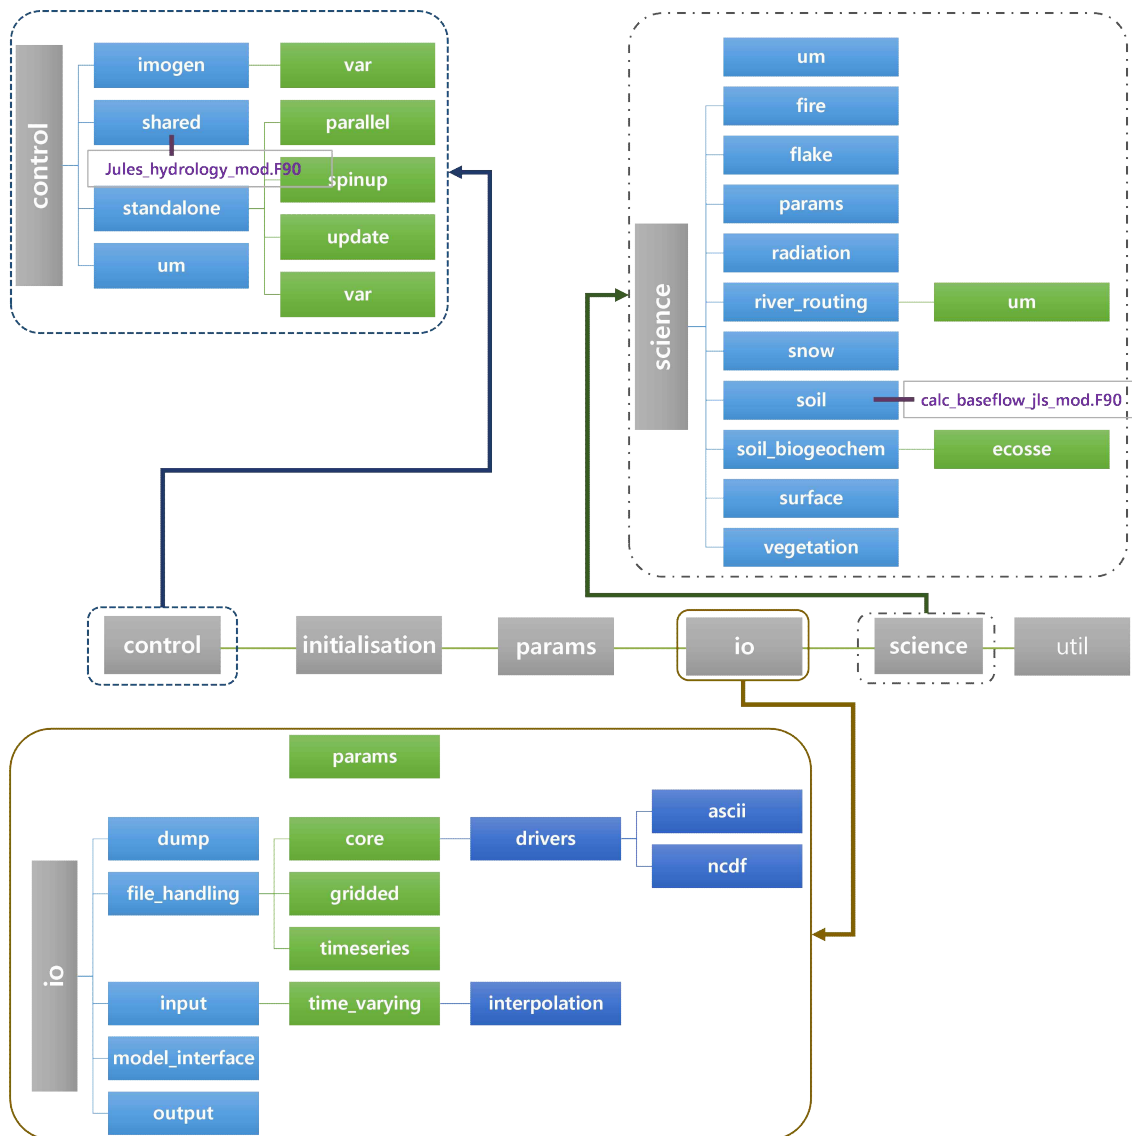 control
imogen
var
shared
parallel
Jules_hydrology_mod.F90
spinup
standalone
update
um
var
science
um
fire
flake
params
radiation
river_routing
um
snow
soil
calc_baseflow_jls_mod.F90
soil_biogeochem
ecosse
surface
vegetation
control
initialisation
params
io
science
util
io
params
dump
core
drivers
ascii
ncdf
file_handling
gridded
timeseries
input
time_varying
interpolation
model_interface
output